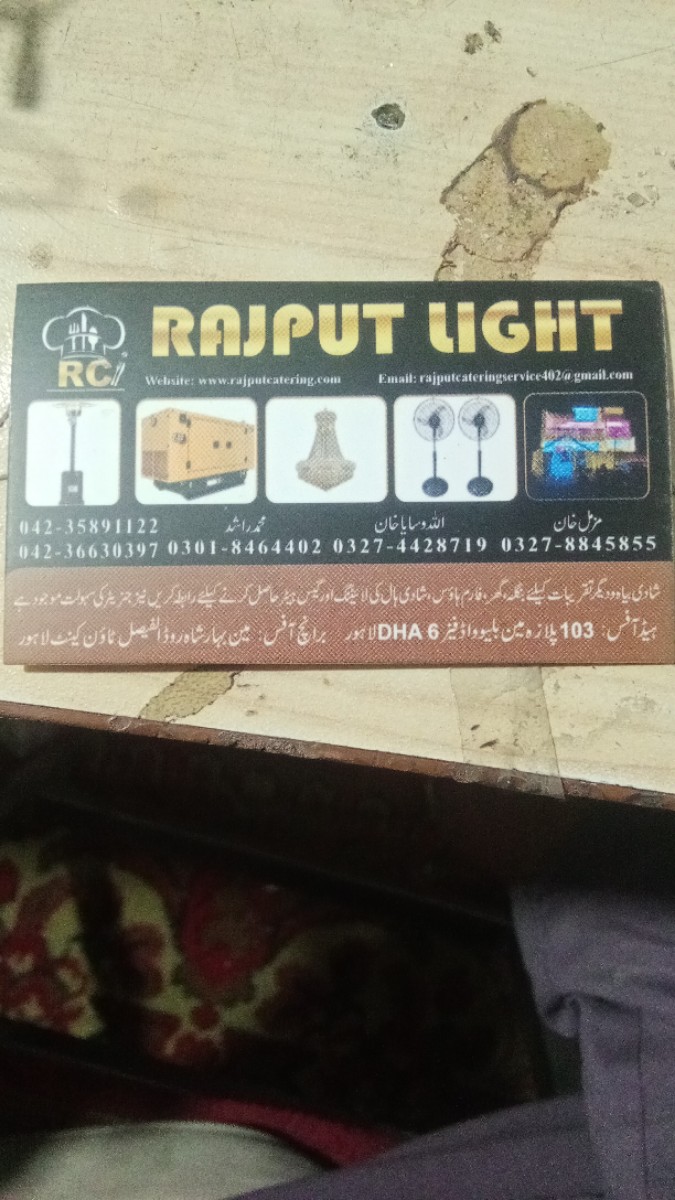 RAJPUT LIGHT
RC
Website: www.rajputcatering.com Email: rajputcateringservice402@gmail.com
042-35891122 محمد راشد اللہ وسایا خان مزمل خان
042-36630397 0301-8464402 0327-4428719 0327-8845855
شادی بیاہ و دیگر تقریبات کیلئے بنگلہ، گھر، فارم ہاؤس، شادی ہال کی لائیٹنگ اور گیس ہیٹر حاصل کرنے کیلئے رابطہ کریں نیز جنریٹر کی سہولت موجود ہے
ہیڈ آفس: 103 پلازہ مین بلیووارڈ فیز 6 DHA لاہور برانچ آفس: مین بہار شاہ روڈ الفیصل ٹاؤن کینٹ لاہور